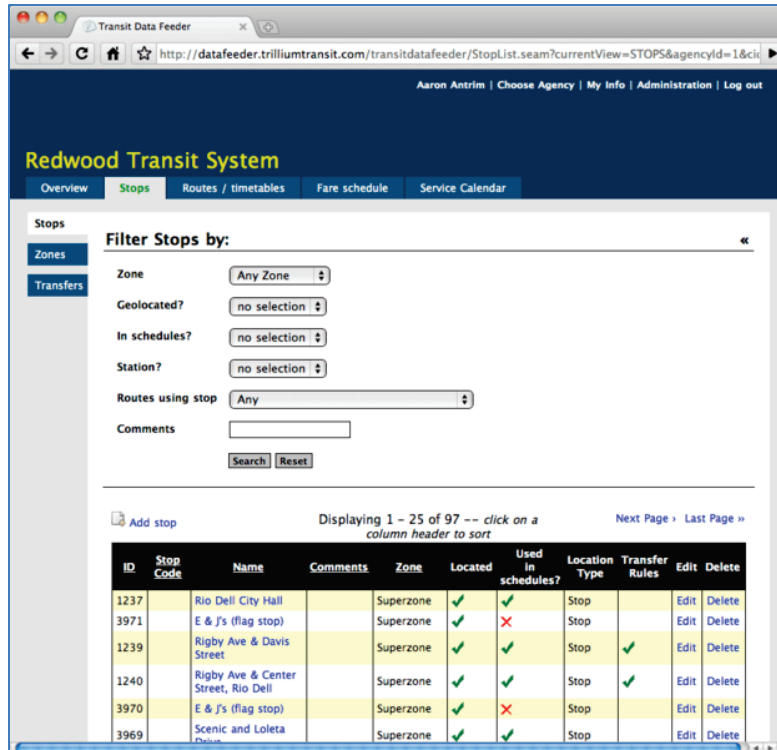 Transit Data Feeder
http://datafeeder.trilliumtransit.com/transitdatafeeder/StopList.seam?currentView=STOPS&agencyId=1&ci
Aaron Antrim | Choose Agency | My Info | Administration | Log out
Redwood Transit System
Overview Stops Routes / timetables Fare schedule Service Calendar
Stops
Zones
Transfers
Filter Stops by: «
Zone Any Zone
Geolocated? no selection
In schedules? no selection
Station? no selection
Routes using stop Any
Comments
Search Reset
Add stop Displaying 1 - 25 of 97 -- click on a Next Page › Last Page »
column header to sort
ID Stop Code Name Comments Zone Located Used in schedules? Location Type Transfer Rules Edit Delete
1237 Rio Dell City Hall Superzone ✔ ✔ Stop Edit Delete
3971 E & J's (flag stop) Superzone ✔ ✗ Stop Edit Delete
1239 Rigby Ave & Davis Street Superzone ✔ ✔ Stop ✔ Edit Delete
1240 Rigby Ave & Center Street, Rio Dell Superzone ✔ ✔ Stop ✔ Edit Delete
3970 E & J's (flag stop) Superzone ✔ ✗ Stop Edit Delete
3969 Scenic and Loleta Superzone ✔ ✔ Stop Edit Delete